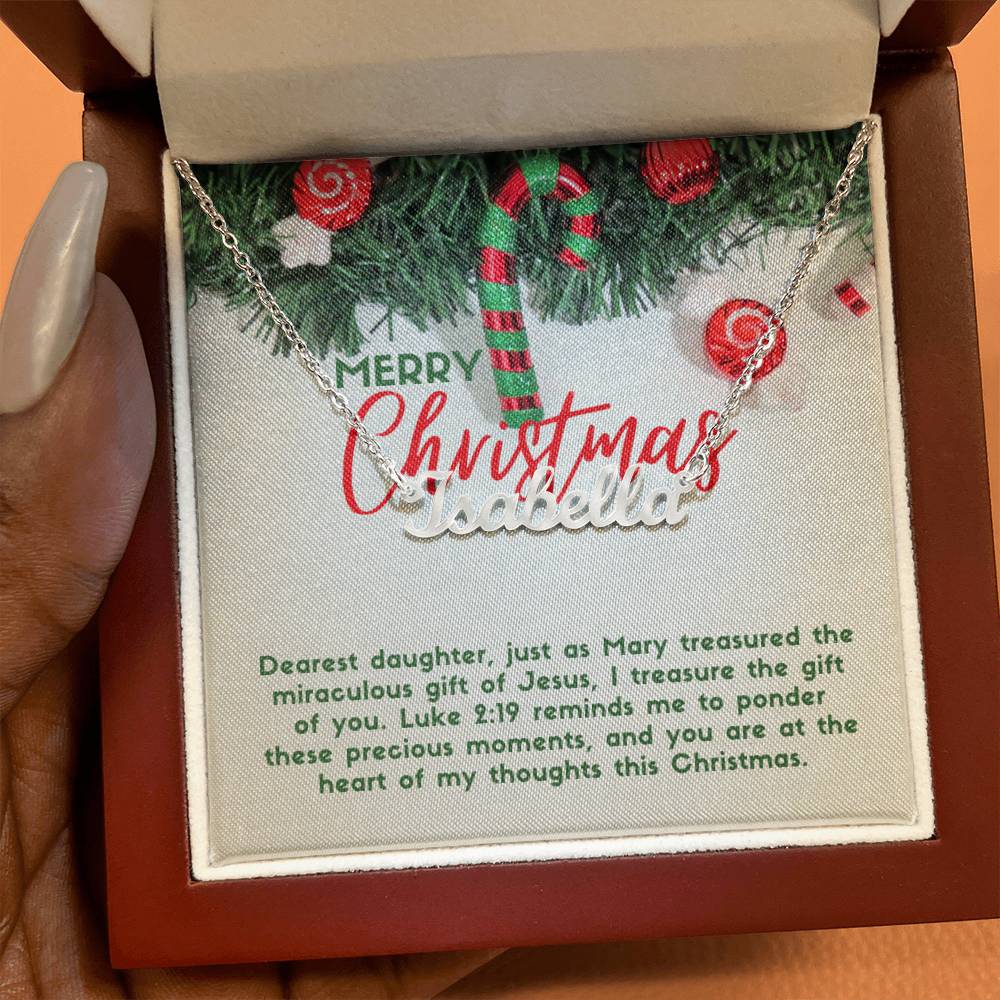 MERRY
Christmas
Isabella
Dearest daughter, just as Mary treasured the
miraculous gift of Jesus, I treasure the gift
of you. Luke 2:19 reminds me to ponder
these precious moments, and you are at the
heart of my thoughts this Christmas.